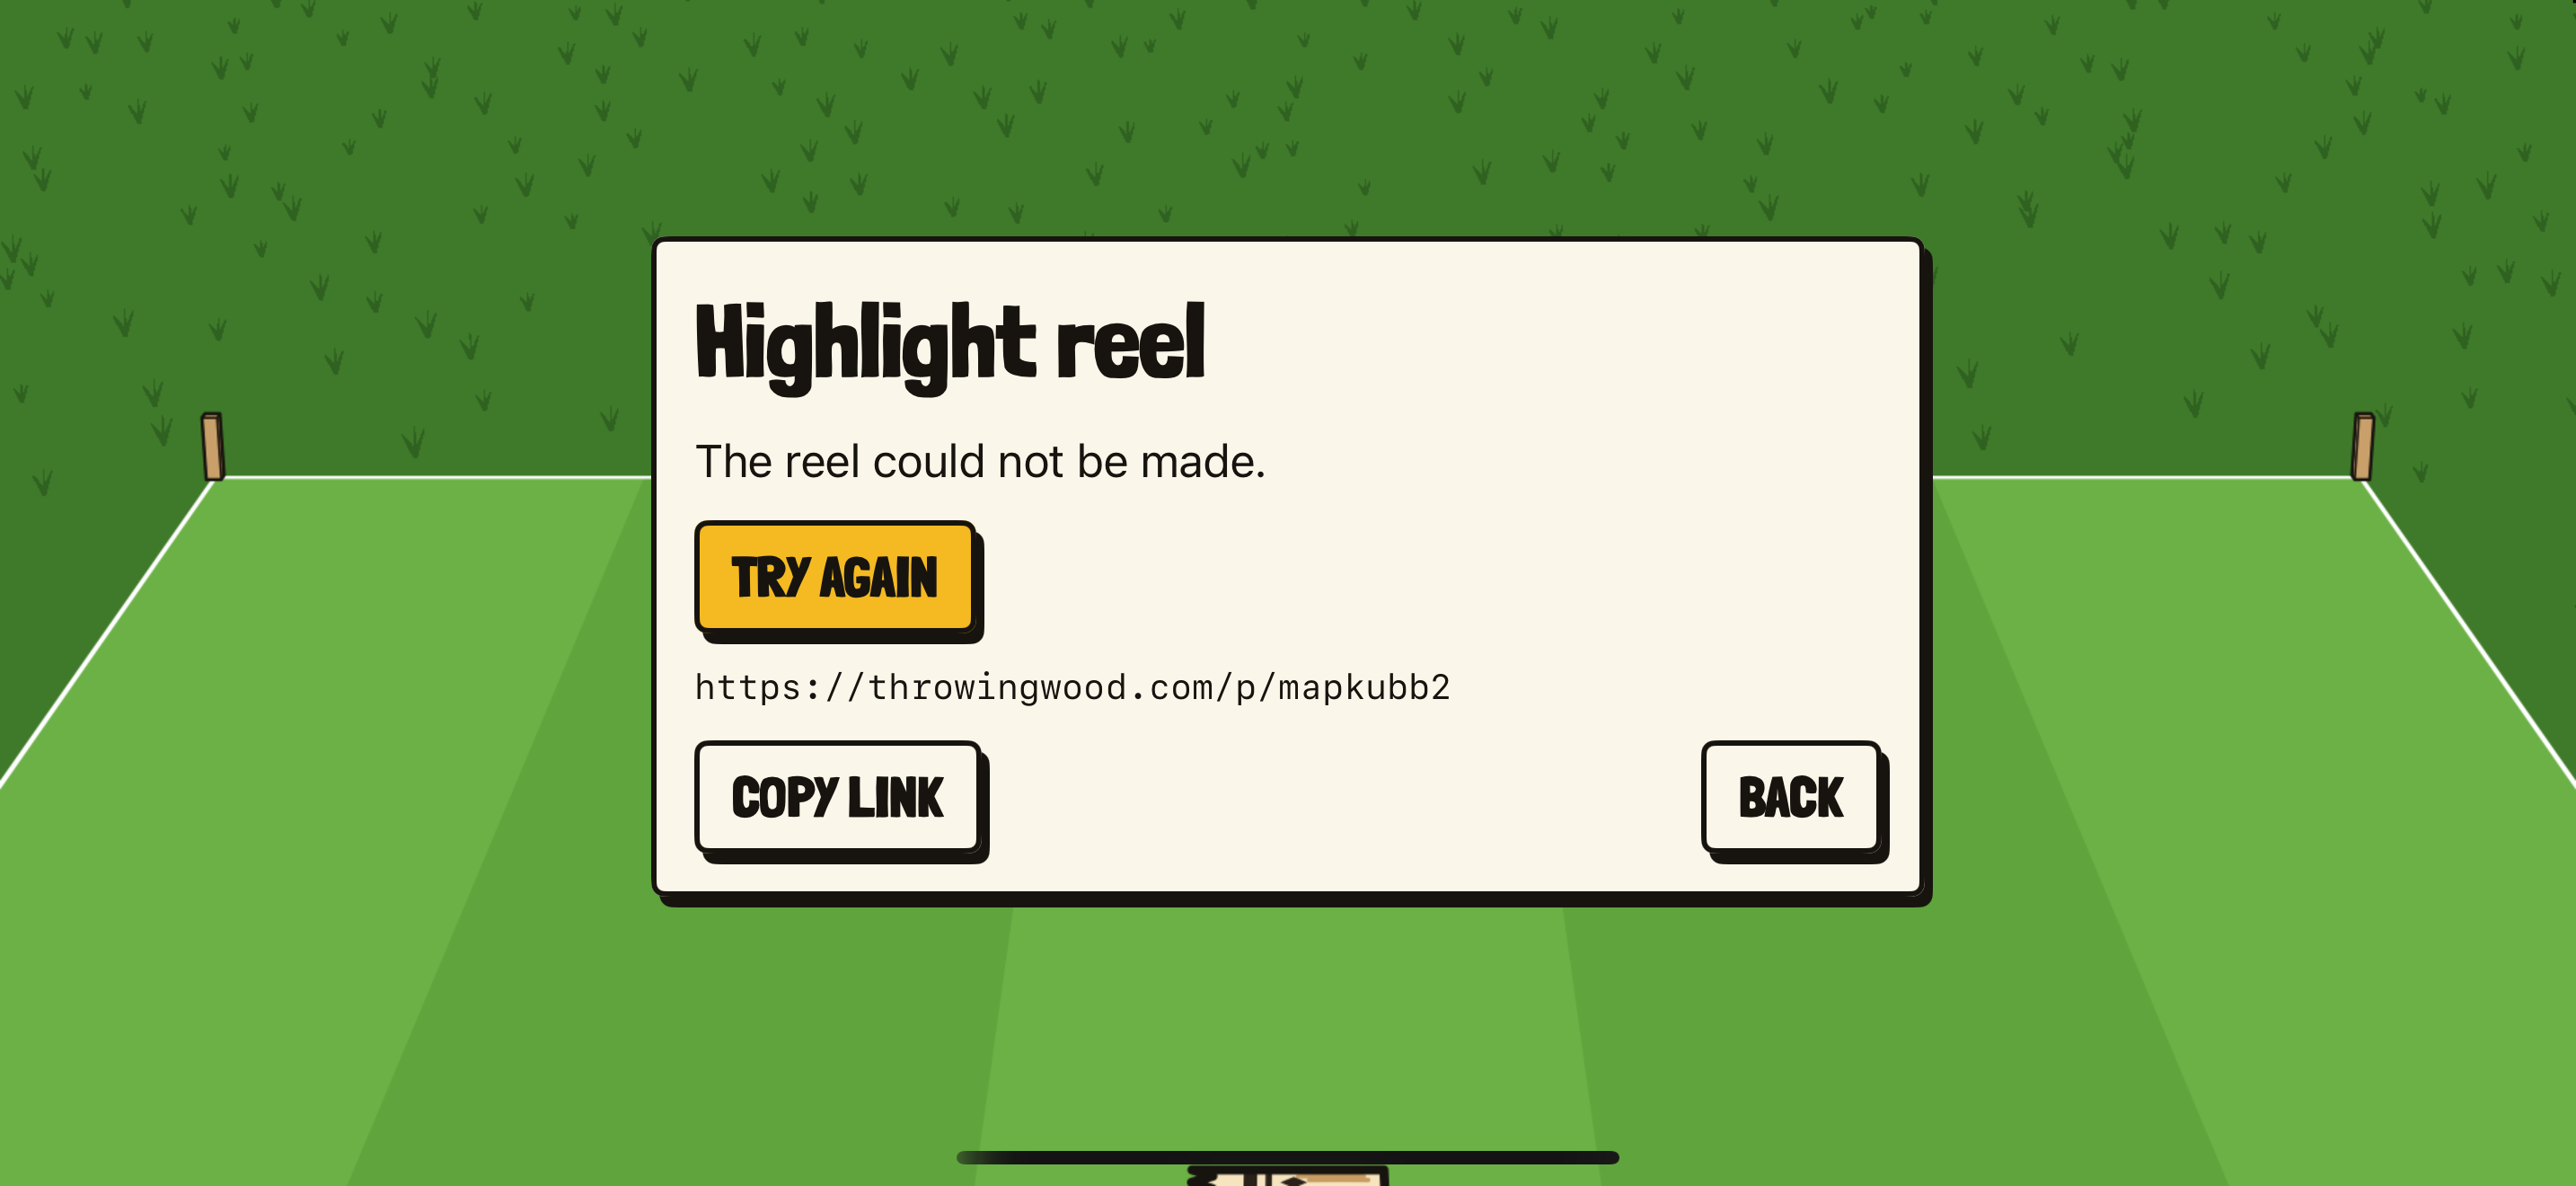 Highlight reel
The reel could not be made.
TRY AGAIN
https://throwingwood.com/p/mapkubb2
COPY LINK
BACK